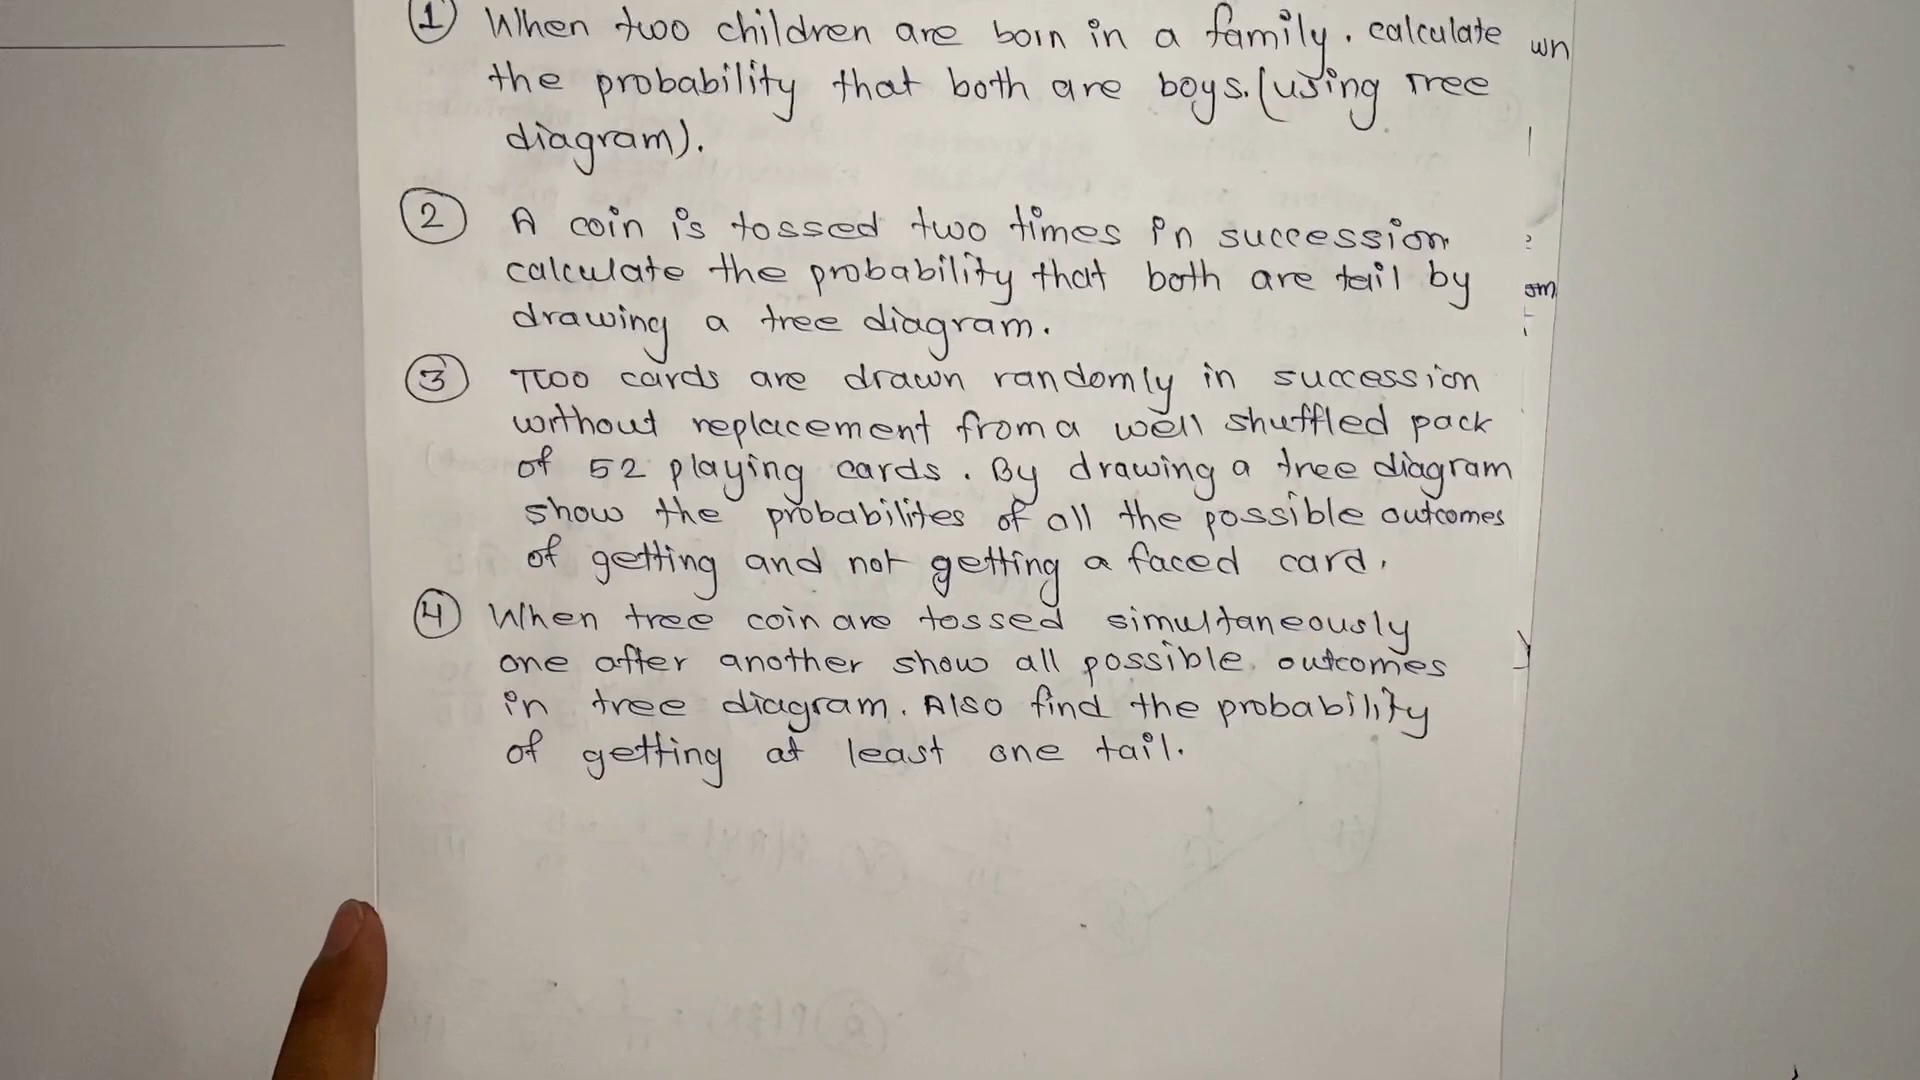 ① When two children are born in a family. calculate
the probability that both are boys. (using Tree
diagram).
② A coin is tossed two times in succession
calculate the probability that both are tail by
drawing a tree diagram.
③ Two cards are drawn randomly in succession
without replacement from a well shuffled pack
of 52 playing cards. By drawing a tree diagram
show the probabilites of all the possible outcomes
of getting and not getting a faced card.
④ When tree coin are tossed simultaneously
one after another show all possible outcomes
in tree diagram. Also find the probability
of getting at least one tail.
wn